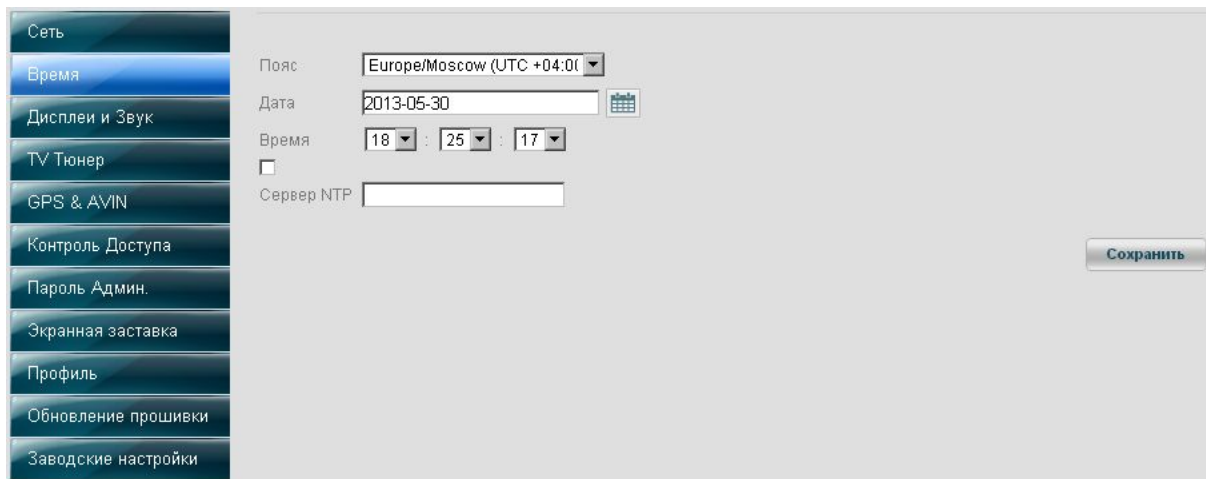 Сеть
Время
Дисплеи и Звук
TV Тюнер
GPS & AVIN
Контроль Доступа
Пароль Админ.
Экранная заставка
Профиль
Обновление прошивки
Заводские настройки
Пояс Europe/Moscow (UTC +04:0(
Дата 2013-05-30
Время 18 : 25 : 17
Сервер NTP
Сохранить